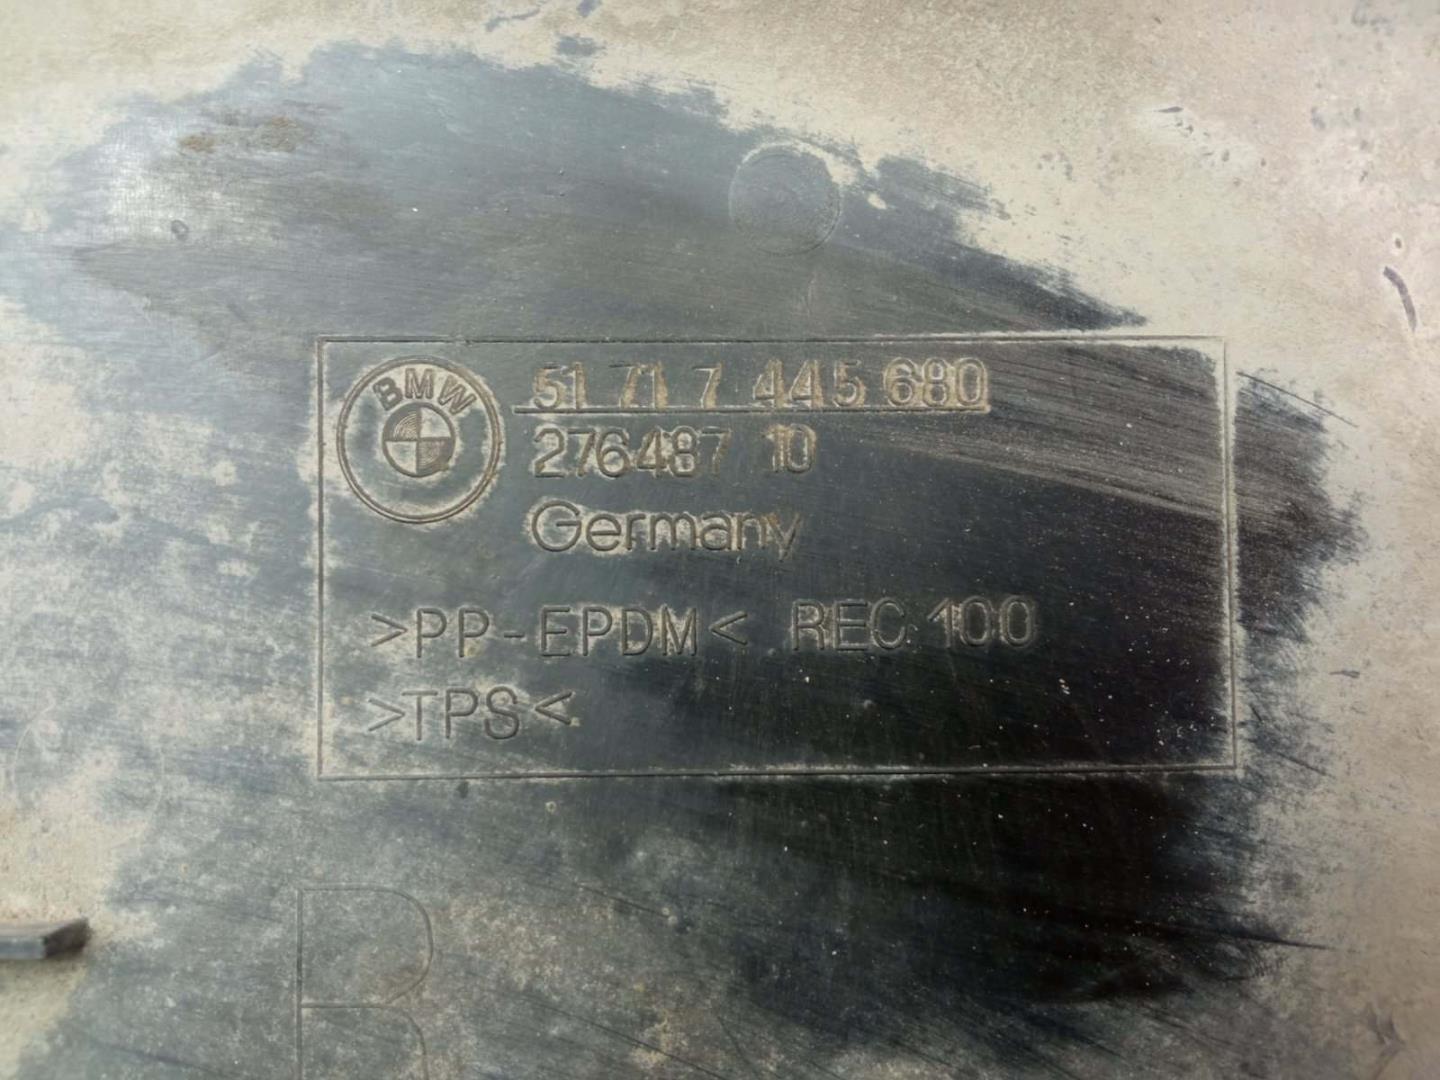 BMW
51 71 7 445 680
276487 10
Germany
>PP-EPDM< REC 100
>TPS<
R